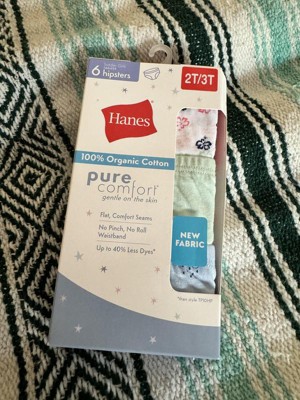 6 hipsters
2T/3T
Hanes
100% Organic Cotton
pure
comfort®
gentle on the skin
Flat, Comfort Seams
No Pinch, No Roll
Waistband
Up to 40% Less Dyes*
NEW
FABRIC